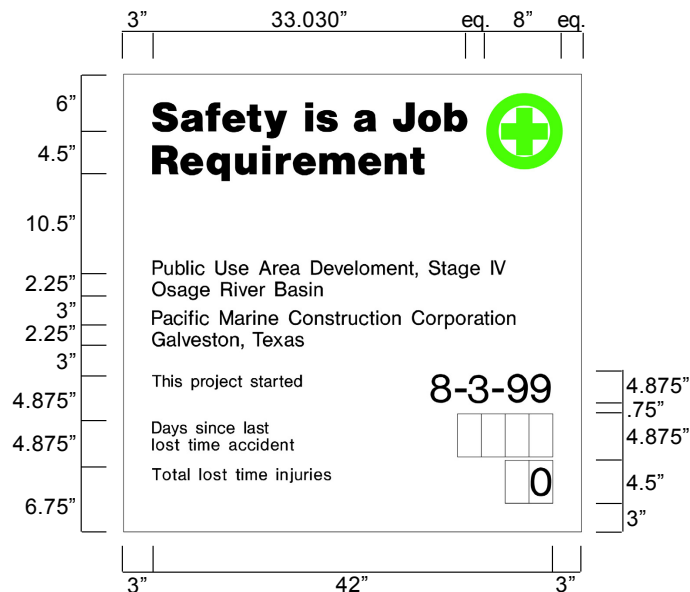 3” 33.030” eq. 8” eq.
6”
4.5”
10.5”
2.25”
3”
2.25”
3”
4.875”
4.875”
6.75”
Safety is a Job
Requirement
Public Use Area Develoment, Stage IV
Osage River Basin
Pacific Marine Construction Corporation
Galveston, Texas
This project started 8-3-99
Days since last
lost time accident
Total lost time injuries 0
4.875”
.75”
4.875”
4.5”
3”
3” 42” 3”